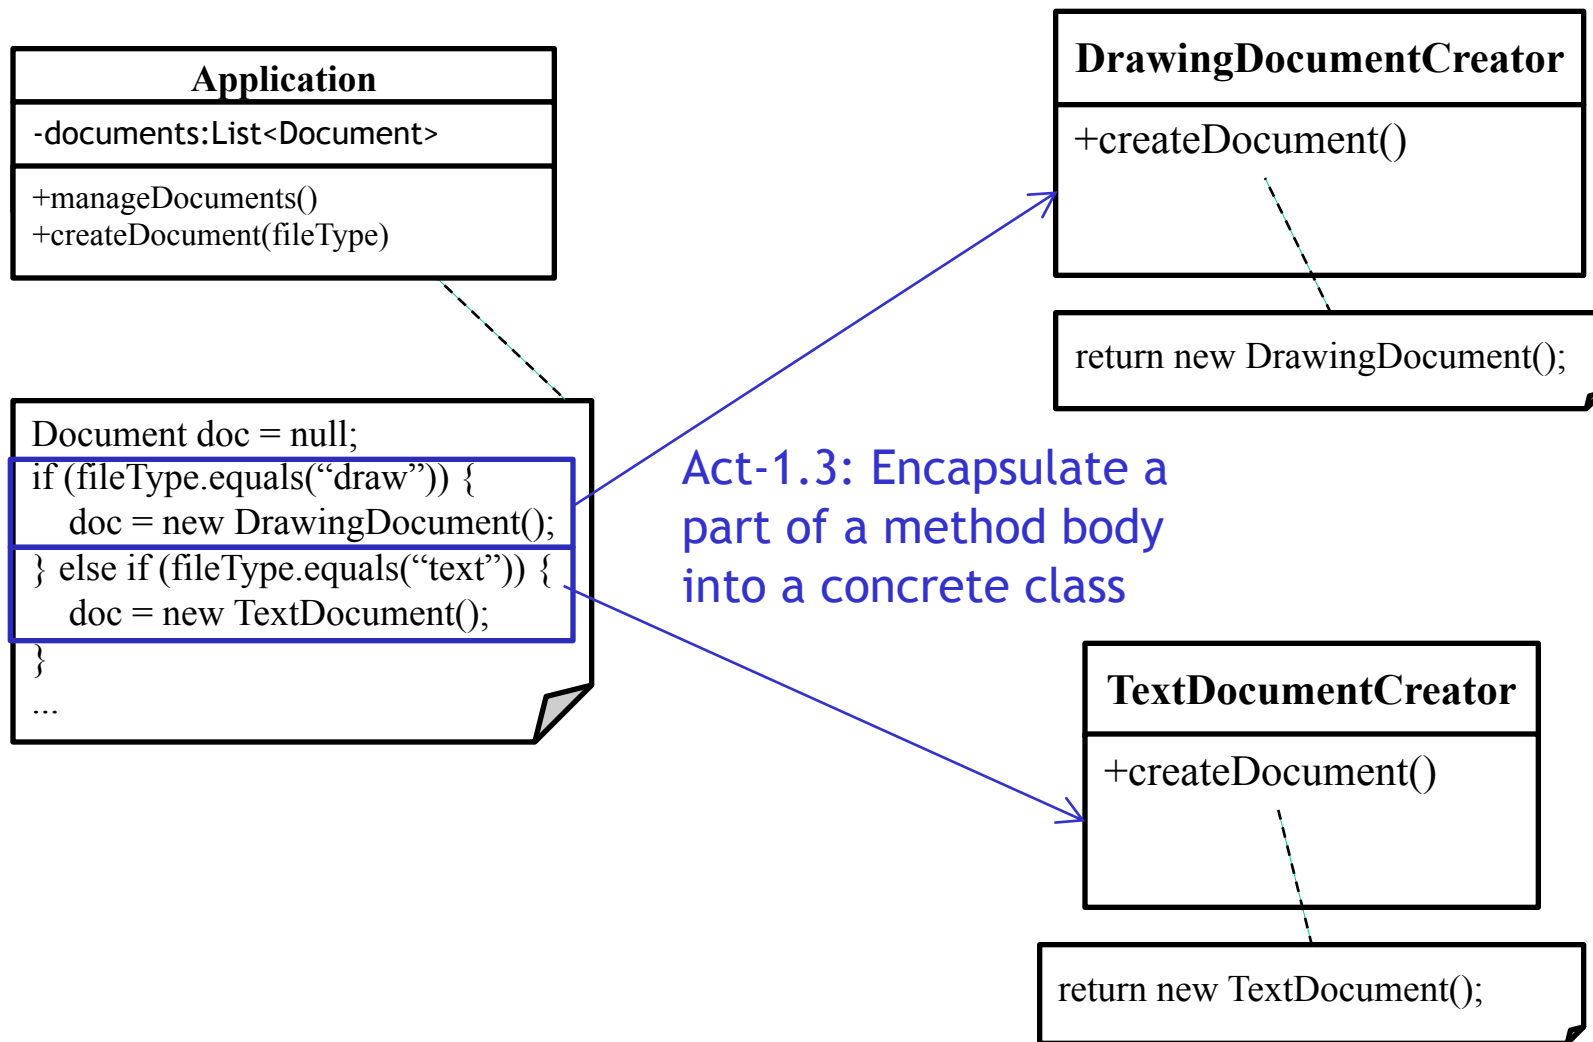 Application
-documents:List<Document>
+manageDocuments()
+createDocument(fileType)
Document doc = null;
if (fileType.equals(“draw”)) {
doc = new DrawingDocument();
} else if (fileType.equals(“text”)) {
doc = new TextDocument();
}
...
Act-1.3: Encapsulate a
part of a method body
into a concrete class
DrawingDocumentCreator
+createDocument()
return new DrawingDocument();
TextDocumentCreator
+createDocument()
return new TextDocument();